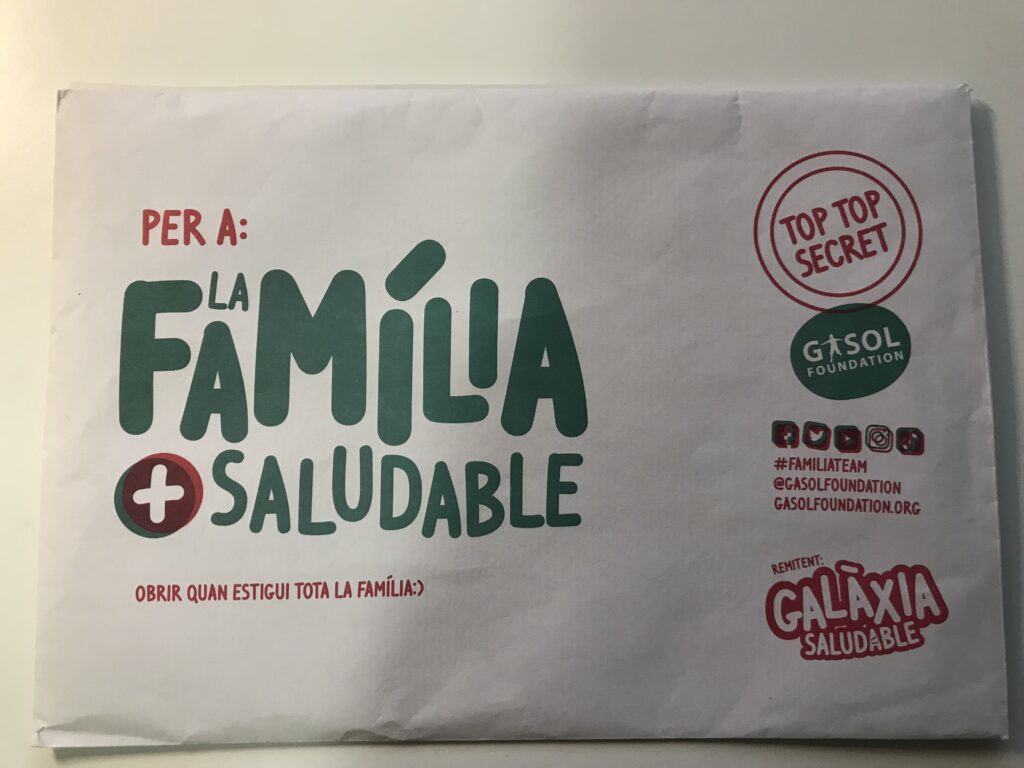 PER A:
LA
FAMÍLIA
+ SALUDABLE
OBRIR QUAN ESTIGUI TOTA LA FAMÍLIA:)
TOP TOP
SECRET
GASOL
FOUNDATION
#FAMILIATEAM
@GASOLFOUNDATION
GASOLFOUNDATION.ORG
REMITENT:
GALÀXIA
SALUDABLE